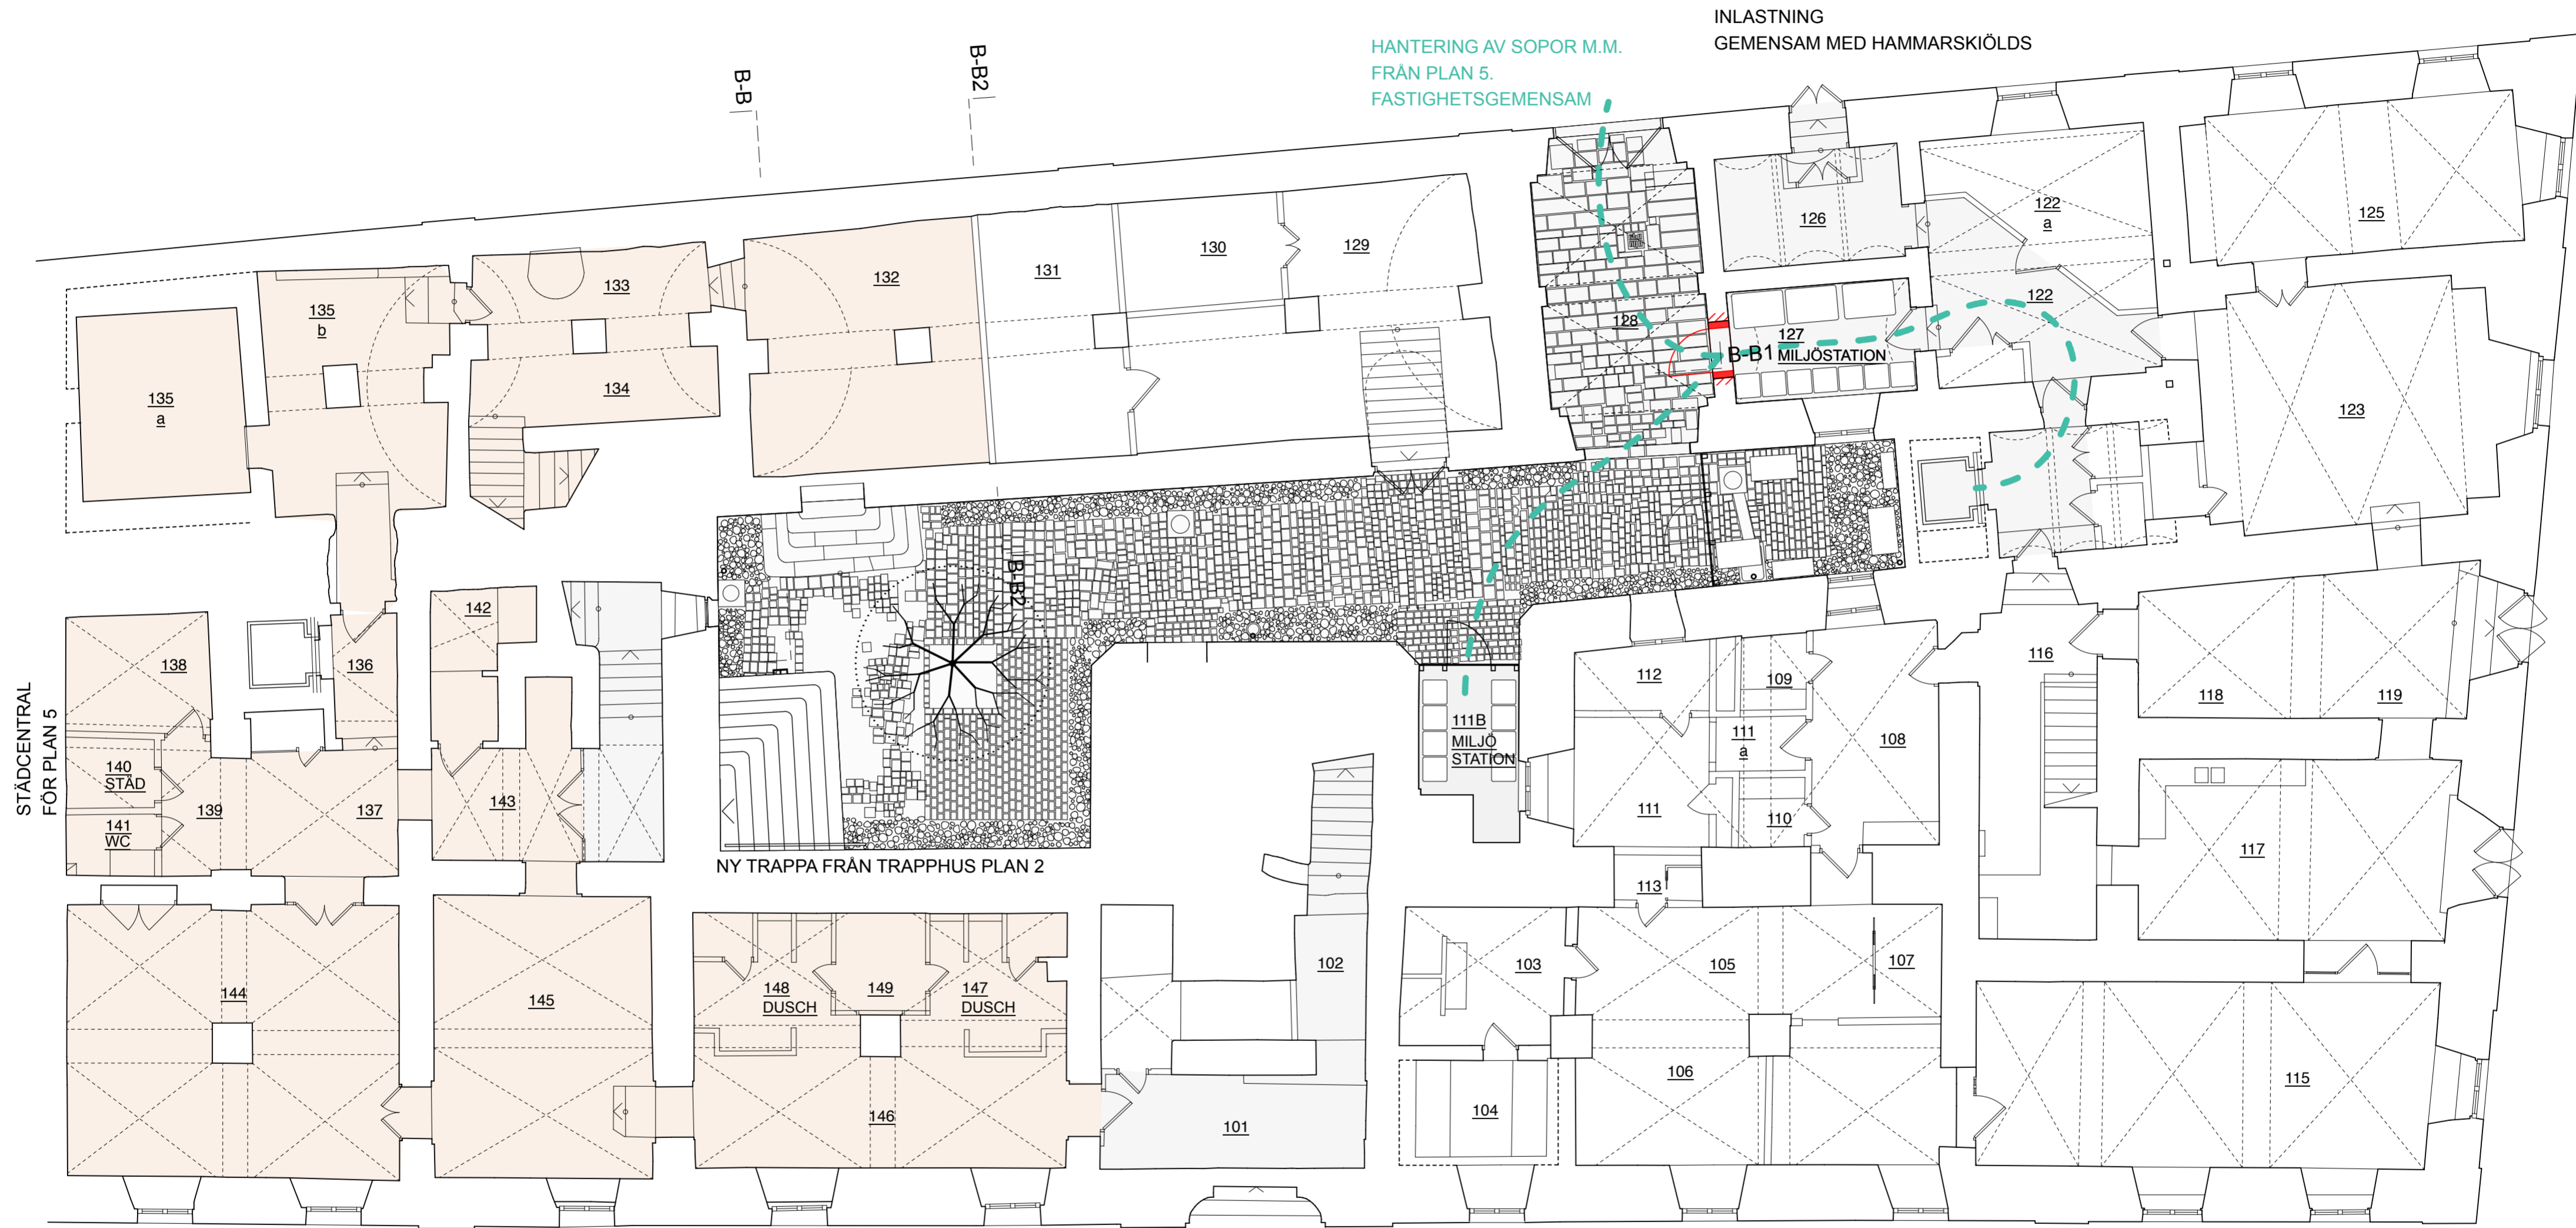 INLASTNING
GEMENSAM MED HAMMARSKIÖLDS
HANTERING AV SOPOR M.M.
FRÅN PLAN 5.
FASTIGHETSGEMENSAM
B-B
B-B2
122
a
125
126
130
129
131
132
133
135
b
122
128
127
MILJÖSTATION
B-B1
134
135
a
123
B-B2
142
138
136
116
112
109
118
119
STÄDCENTRAL
FÖR PLAN 5
111B
MILJÖ
STATION
111
a
108
140
STÄD
139
137
143
111
110
141
WC
117
NY TRAPPA FRÅN TRAPPHUS PLAN 2
113
144
145
148
DUSCH
149
147
DUSCH
102
103
105
107
106
115
104
146
101